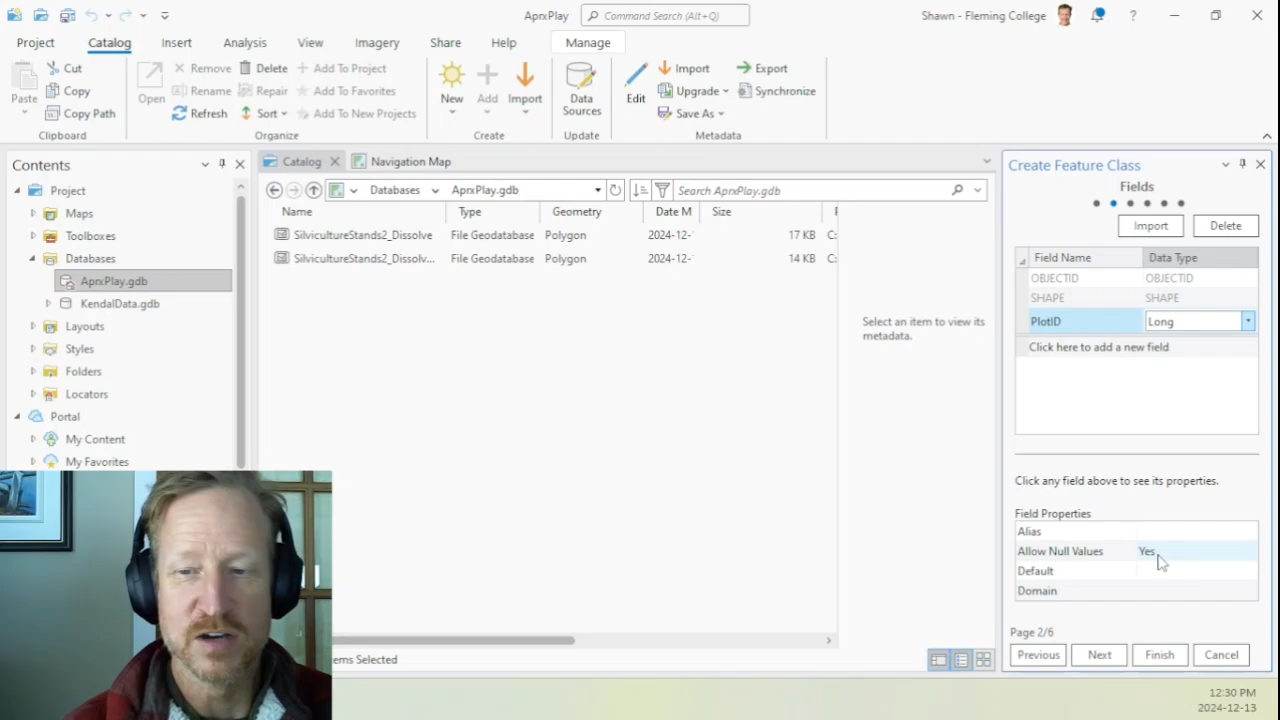 AprxPlay
Command Search (Alt+Q)
Shawn - Fleming College
?
Project
Catalog
Insert
Analysis
View
Imagery
Share
Help
Manage
Paste
Cut
Copy
Copy Path
Clipboard
Open
Remove
Delete
Add To Project
Rename
Repair
Add To Favorites
Refresh
Sort
Add To New Projects
Organize
New
Add
Import
Create
Data
Sources
Update
Edit
Import
Export
Upgrade
Synchronize
Save As
Metadata
Contents
Project
Maps
Toolboxes
Databases
AprxPlay.gdb
KendalData.gdb
Layouts
Styles
Folders
Locators
Portal
My Content
My Favorites
Catalog
Navigation Map
Databases
AprxPlay.gdb
Search AprxPlay.gdb
Name Type Geometry Date M Size
SilvicultureStands2_Dissolve File Geodatabase Polygon 2024-12- 17 KB C:
SilvicultureStands2_Dissolv... File Geodatabase Polygon 2024-12- 14 KB C:
Select an item to view its
metadata.
ems Selected
Create Feature Class
Fields
Import
Delete
Field Name Data Type
OBJECTID OBJECTID
SHAPE SHAPE
PlotID Long
Click here to add a new field
Click any field above to see its properties.
Field Properties
Alias
Allow Null Values Yes
Default
Domain
Page 2/6
Previous
Next
Finish
Cancel
12:30 PM
2024-12-13